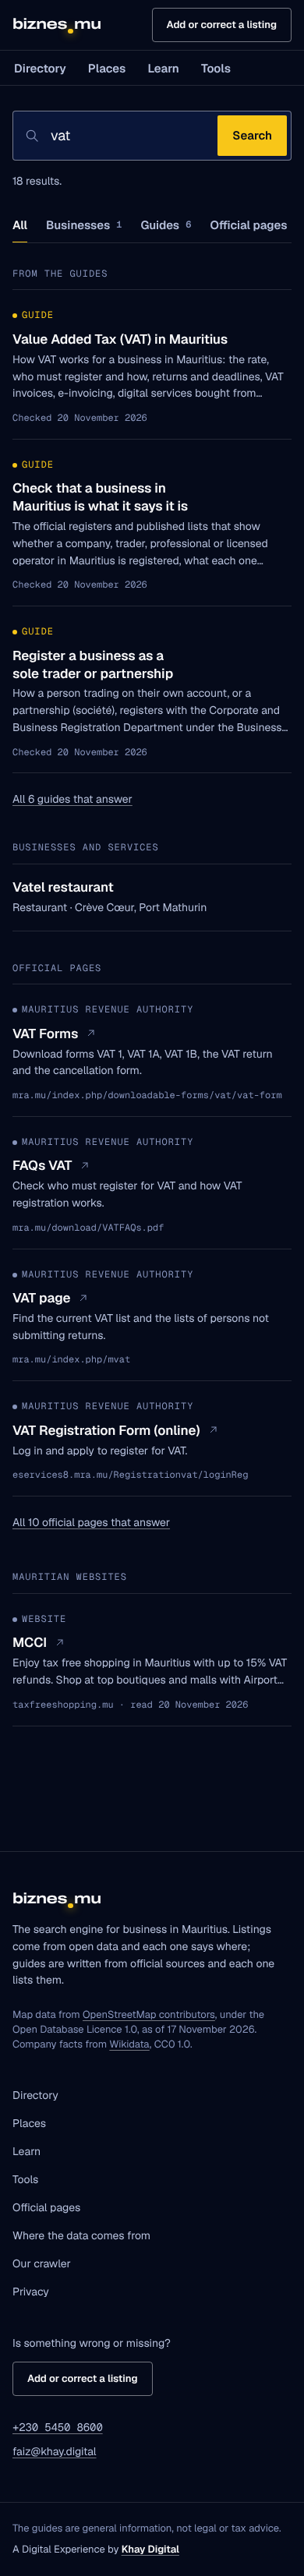 biznes.mu
Add or correct a listing
Directory Places Learn Tools
vat
Search
18 results.
All Businesses 1 Guides 6 Official pages
FROM THE GUIDES
GUIDE
Value Added Tax (VAT) in Mauritius
How VAT works for a business in Mauritius: the rate,
who must register and how, returns and deadlines, VAT
invoices, e-invoicing, digital services bought from...
Checked 20 November 2026
GUIDE
Check that a business in
Mauritius is what it says it is
The official registers and published lists that show
whether a company, trader, professional or licensed
operator in Mauritius is registered, what each one...
Checked 20 November 2026
GUIDE
Register a business as a
sole trader or partnership
How a person trading on their own account, or a
partnership (société), registers with the Corporate and
Business Registration Department under the Business...
Checked 20 November 2026
All 6 guides that answer
BUSINESSES AND SERVICES
Vatel restaurant
Restaurant · Crève Cœur, Port Mathurin
OFFICIAL PAGES
MAURITIUS REVENUE AUTHORITY
VAT Forms ↗
Download forms VAT 1, VAT 1A, VAT 1B, the VAT return
and the cancellation form.
mra.mu/index.php/downloadable-forms/vat/vat-form
MAURITIUS REVENUE AUTHORITY
FAQs VAT ↗
Check who must register for VAT and how VAT
registration works.
mra.mu/download/VATFAQs.pdf
MAURITIUS REVENUE AUTHORITY
VAT page ↗
Find the current VAT list and the lists of persons not
submitting returns.
mra.mu/index.php/mvat
MAURITIUS REVENUE AUTHORITY
VAT Registration Form (online) ↗
Log in and apply to register for VAT.
eservices8.mra.mu/Registrationvat/loginReg
All 10 official pages that answer
MAURITIAN WEBSITES
WEBSITE
MCCI ↗
Enjoy tax free shopping in Mauritius with up to 15% VAT
refunds. Shop at top boutiques and malls with Airport...
taxfreeshopping.mu · read 20 November 2026
biznes.mu
The search engine for business in Mauritius. Listings
come from open data and each one says where;
guides are written from official sources and each one
lists them.
Map data from OpenStreetMap contributors, under the
Open Database Licence 1.0, as of 17 November 2026.
Company facts from Wikidata, CC0 1.0.
Directory
Places
Learn
Tools
Official pages
Where the data comes from
Our crawler
Privacy
Is something wrong or missing?
Add or correct a listing
+230 5450 8600
faiz@khay.digital
The guides are general information, not legal or tax advice.
A Digital Experience by Khay Digital